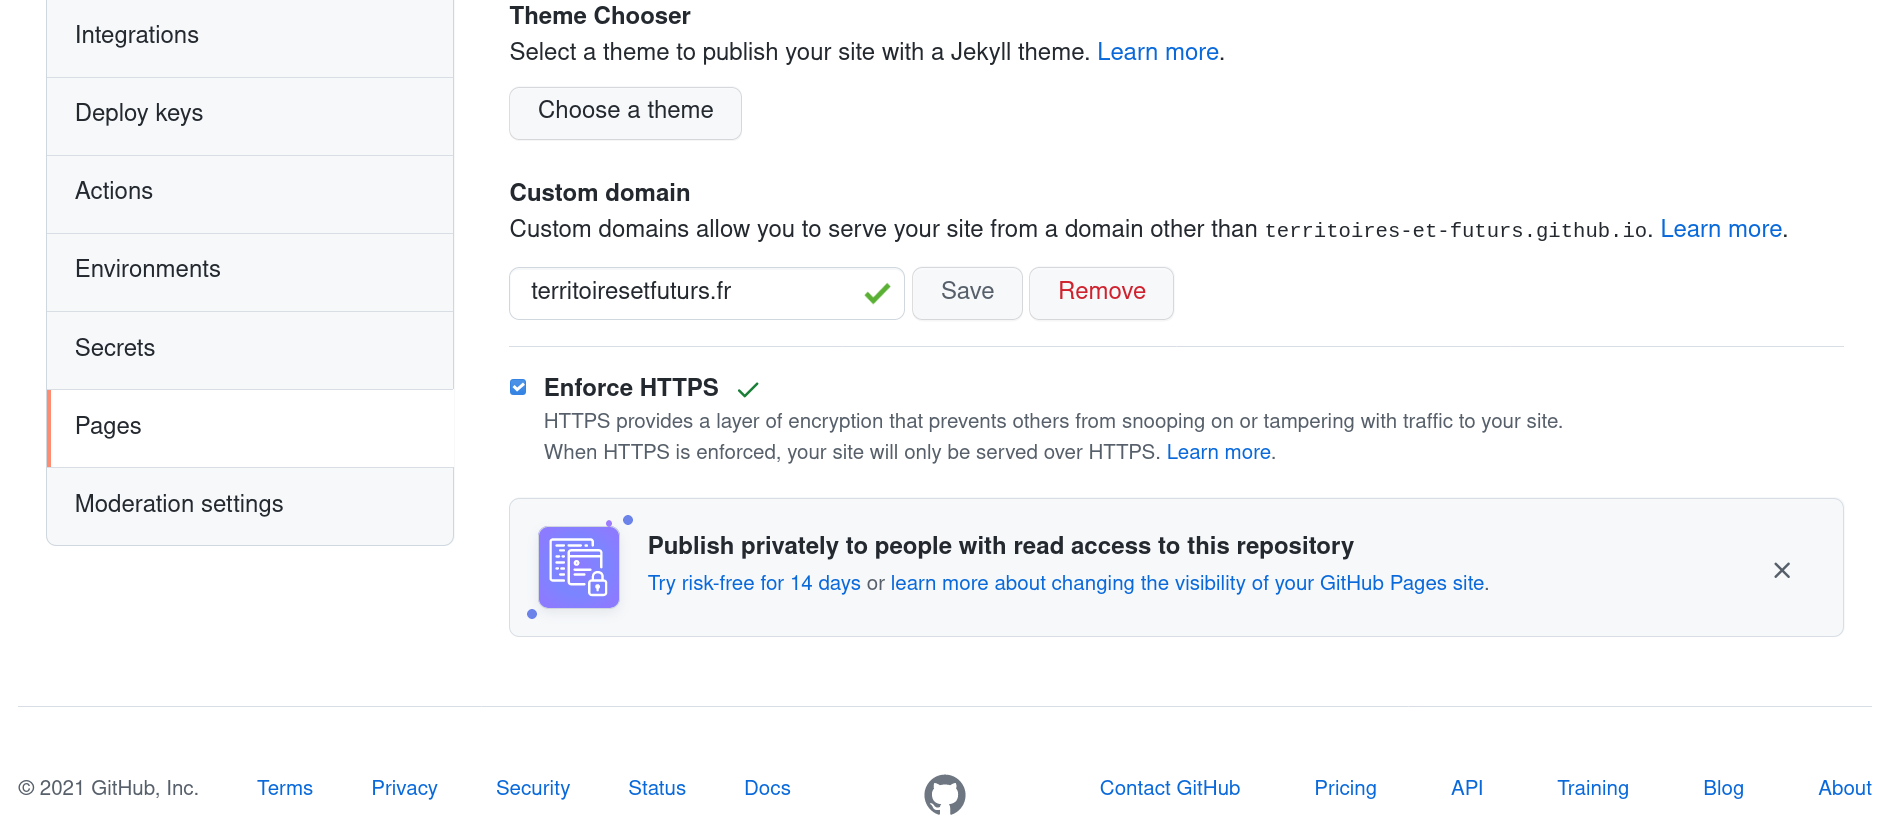 Integrations
Deploy keys
Actions
Environments
Secrets
Pages
Moderation settings
Theme Chooser
Select a theme to publish your site with a Jekyll theme. Learn more.
Choose a theme
Custom domain
Custom domains allow you to serve your site from a domain other than territoires-et-futurs.github.io. Learn more.
territoiresetfuturs.fr Save Remove
Enforce HTTPS
HTTPS provides a layer of encryption that prevents others from snooping on or tampering with traffic to your site.
When HTTPS is enforced, your site will only be served over HTTPS. Learn more.
Publish privately to people with read access to this repository
Try risk-free for 14 days or learn more about changing the visibility of your GitHub Pages site.
© 2021 GitHub, Inc. Terms Privacy Security Status Docs Contact GitHub Pricing API Training Blog About